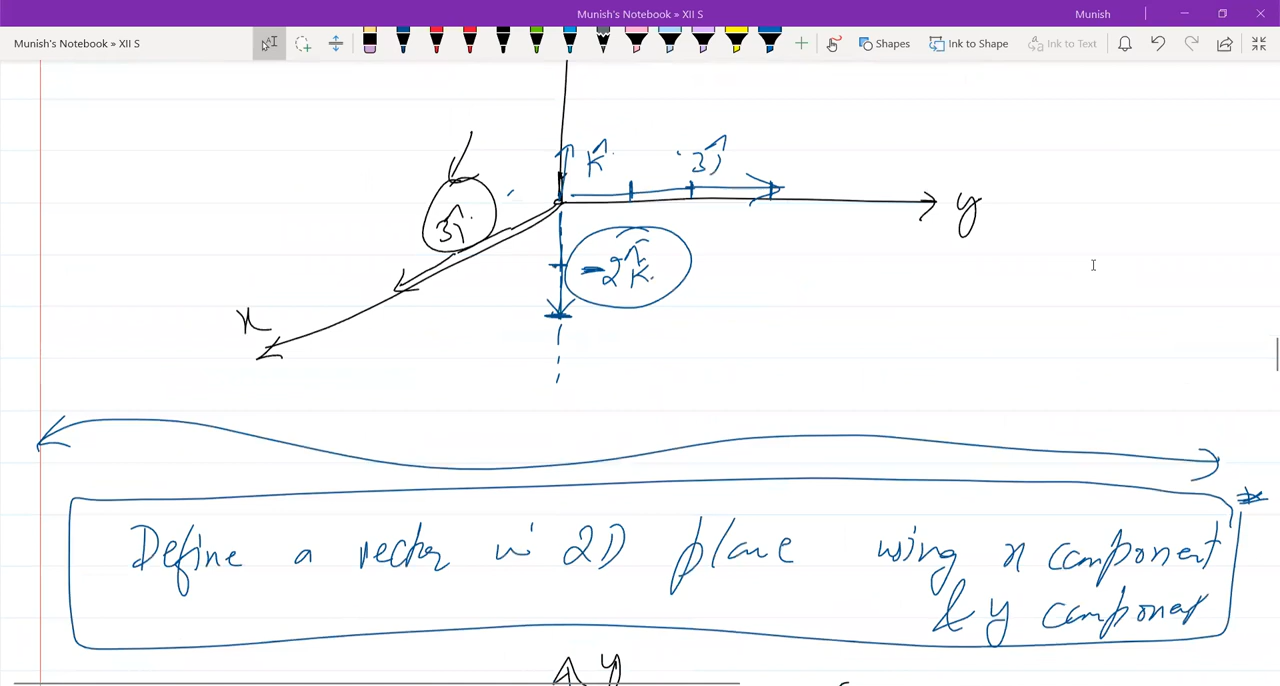 Munish's Notebook » XII S
Munish
Munish's Notebook » XII S
Shapes
Ink to Shape
Ink to Text
k̂
3ĵ
3î
y
-2k̂
x
Define a vector in 2D plane using x component
& y component
y